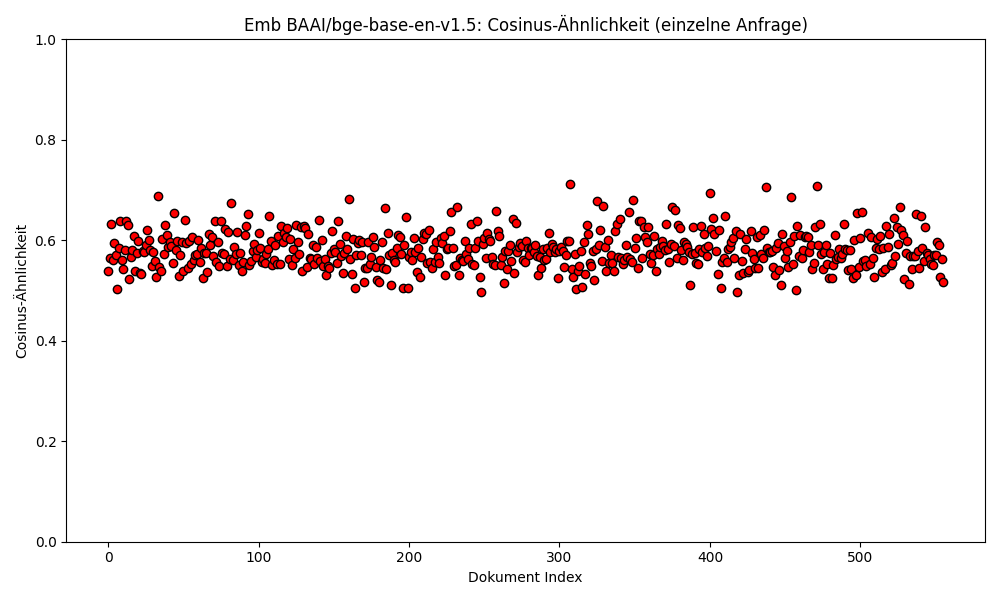 Emb BAAI/bge-base-en-v1.5: Cosinus-Ähnlichkeit (einzelne Anfrage)
1.0
0.8
0.6
0.4
0.2
0.0
Cosinus-Ähnlichkeit
0 100 200 300 400 500
Dokument Index